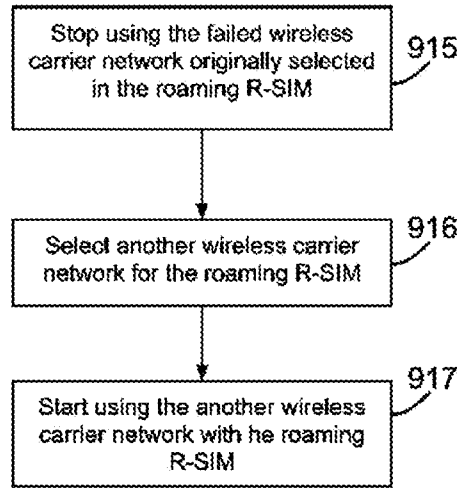 Stop using the failed wireless
carrier network originally selected
in the roaming R-SIM
915
Select another wireless carrier
network for the roaming R-SIM
916
Start using the another wireless
carrier network with he roaming
R-SIM
917